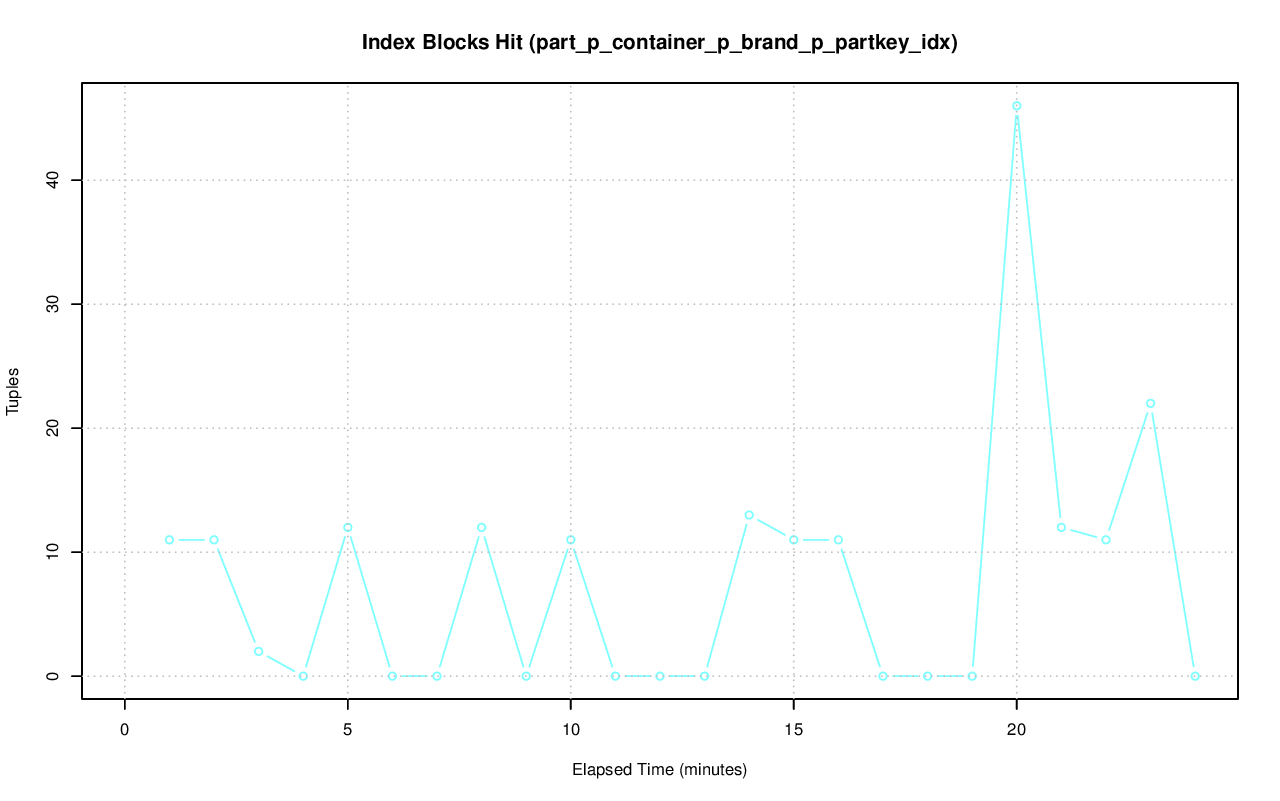 Index Blocks Hit (part_p_container_p_brand_p_partkey_idx)
Tuples
40
30
20
10
0
0 5 10 15 20
Elapsed Time (minutes)